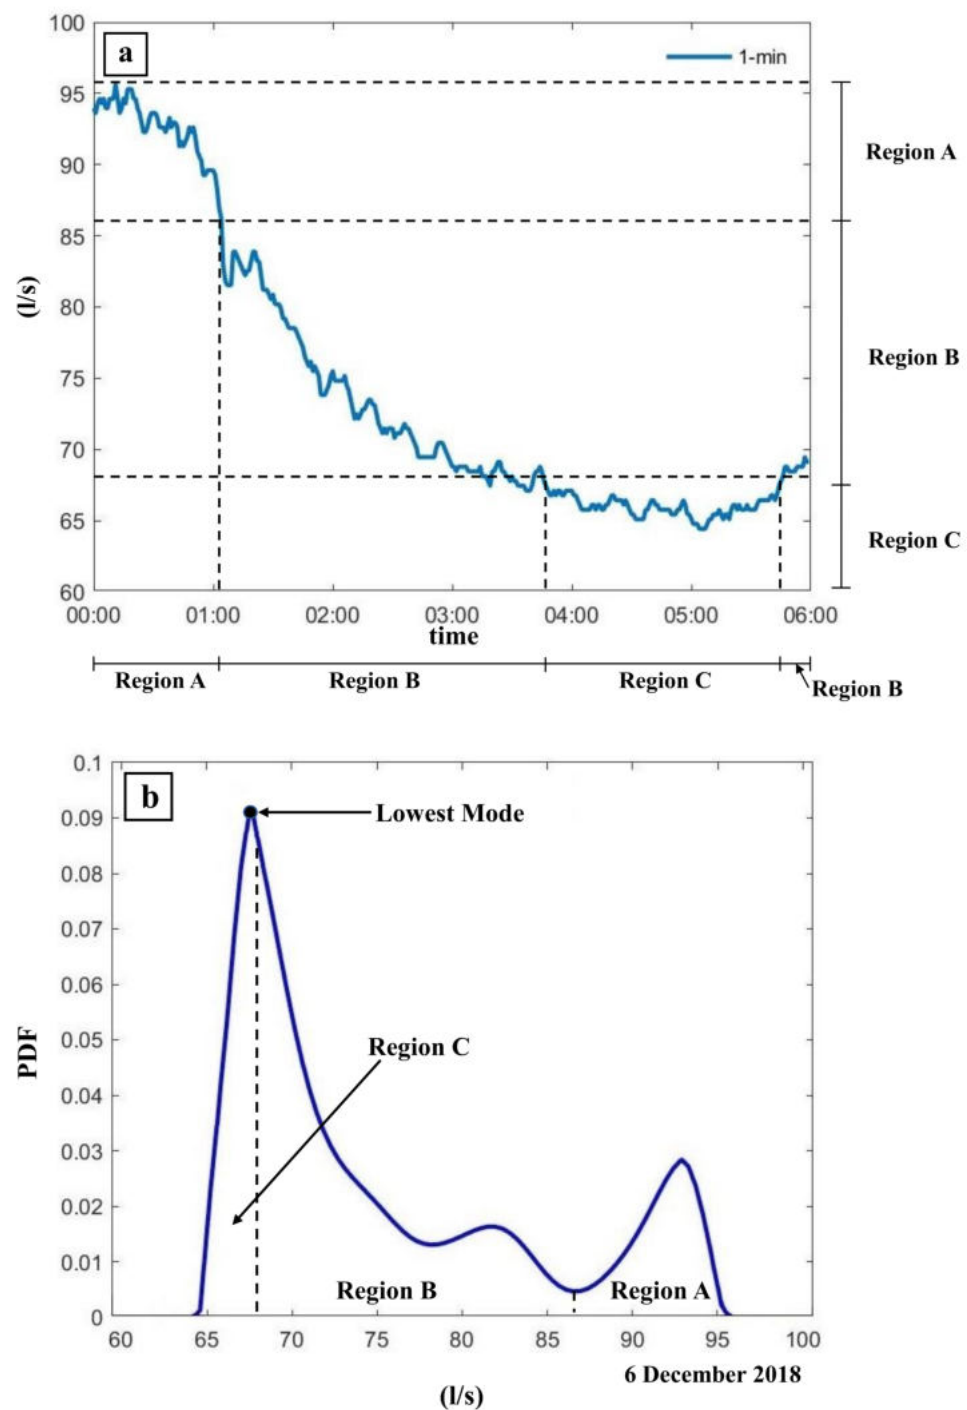 100
a
1-min
95
Region A
90
85
(l/s)
80
Region B
75
70
65
Region C
60
00:00 01:00 02:00 03:00 04:00 05:00 06:00
time
Region A Region B Region C Region B
0.1
b
0.09
Lowest Mode
0.08
0.07
0.06
0.05
Region C
PDF
0.04
0.03
0.02
0.01
Region B Region A
0
60 65 70 75 80 85 90 95 100
6 December 2018
(l/s)